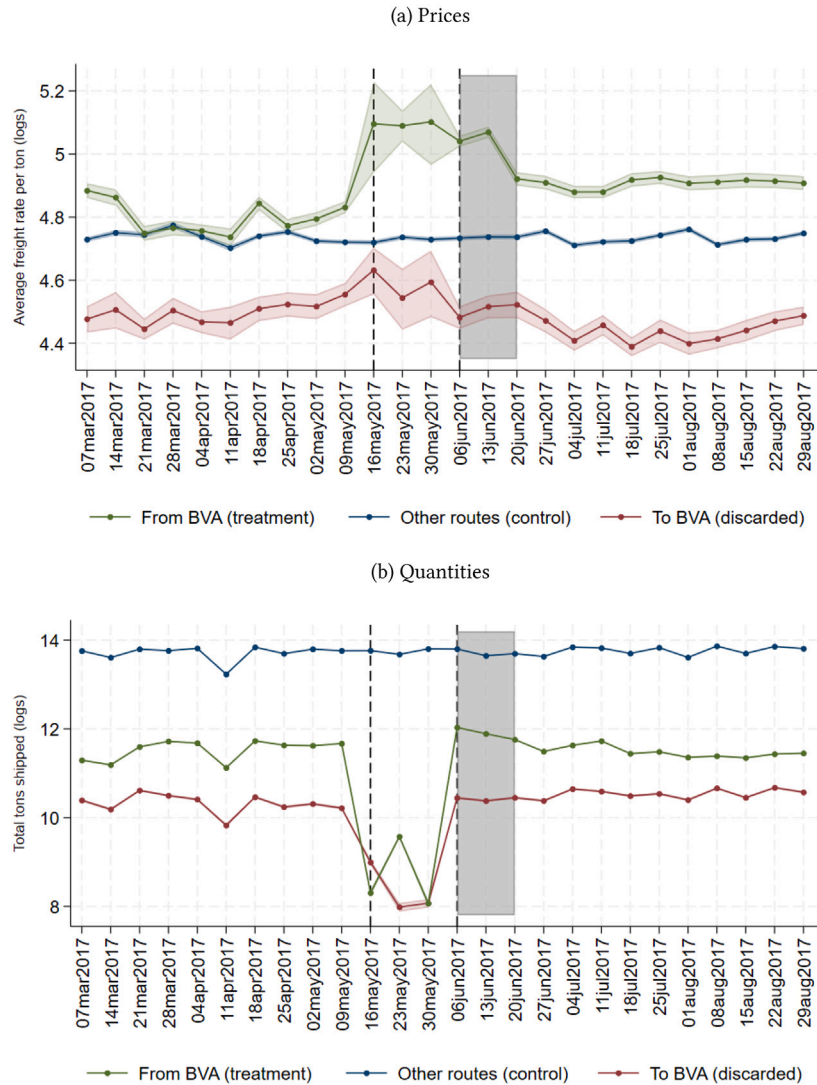 (a) Prices
Average freight rate per ton (logs)
5.2
5
4.8
4.6
4.4
07mar2017
14mar2017
21mar2017
28mar2017
04apr2017
11apr2017
18apr2017
25apr2017
02may2017
09may2017
16may2017
23may2017
30may2017
06jun2017
13jun2017
20jun2017
27jun2017
04jul2017
11jul2017
18jul2017
25jul2017
01aug2017
08aug2017
15aug2017
22aug2017
29aug2017
From BVA (treatment) Other routes (control) To BVA (discarded)
(b) Quantities
Total tons shipped (logs)
14
12
10
8
07mar2017
14mar2017
21mar2017
28mar2017
04apr2017
11apr2017
18apr2017
25apr2017
02may2017
09may2017
16may2017
23may2017
30may2017
06jun2017
13jun2017
20jun2017
27jun2017
04jul2017
11jul2017
18jul2017
25jul2017
01aug2017
08aug2017
15aug2017
22aug2017
29aug2017
From BVA (treatment) Other routes (control) To BVA (discarded)